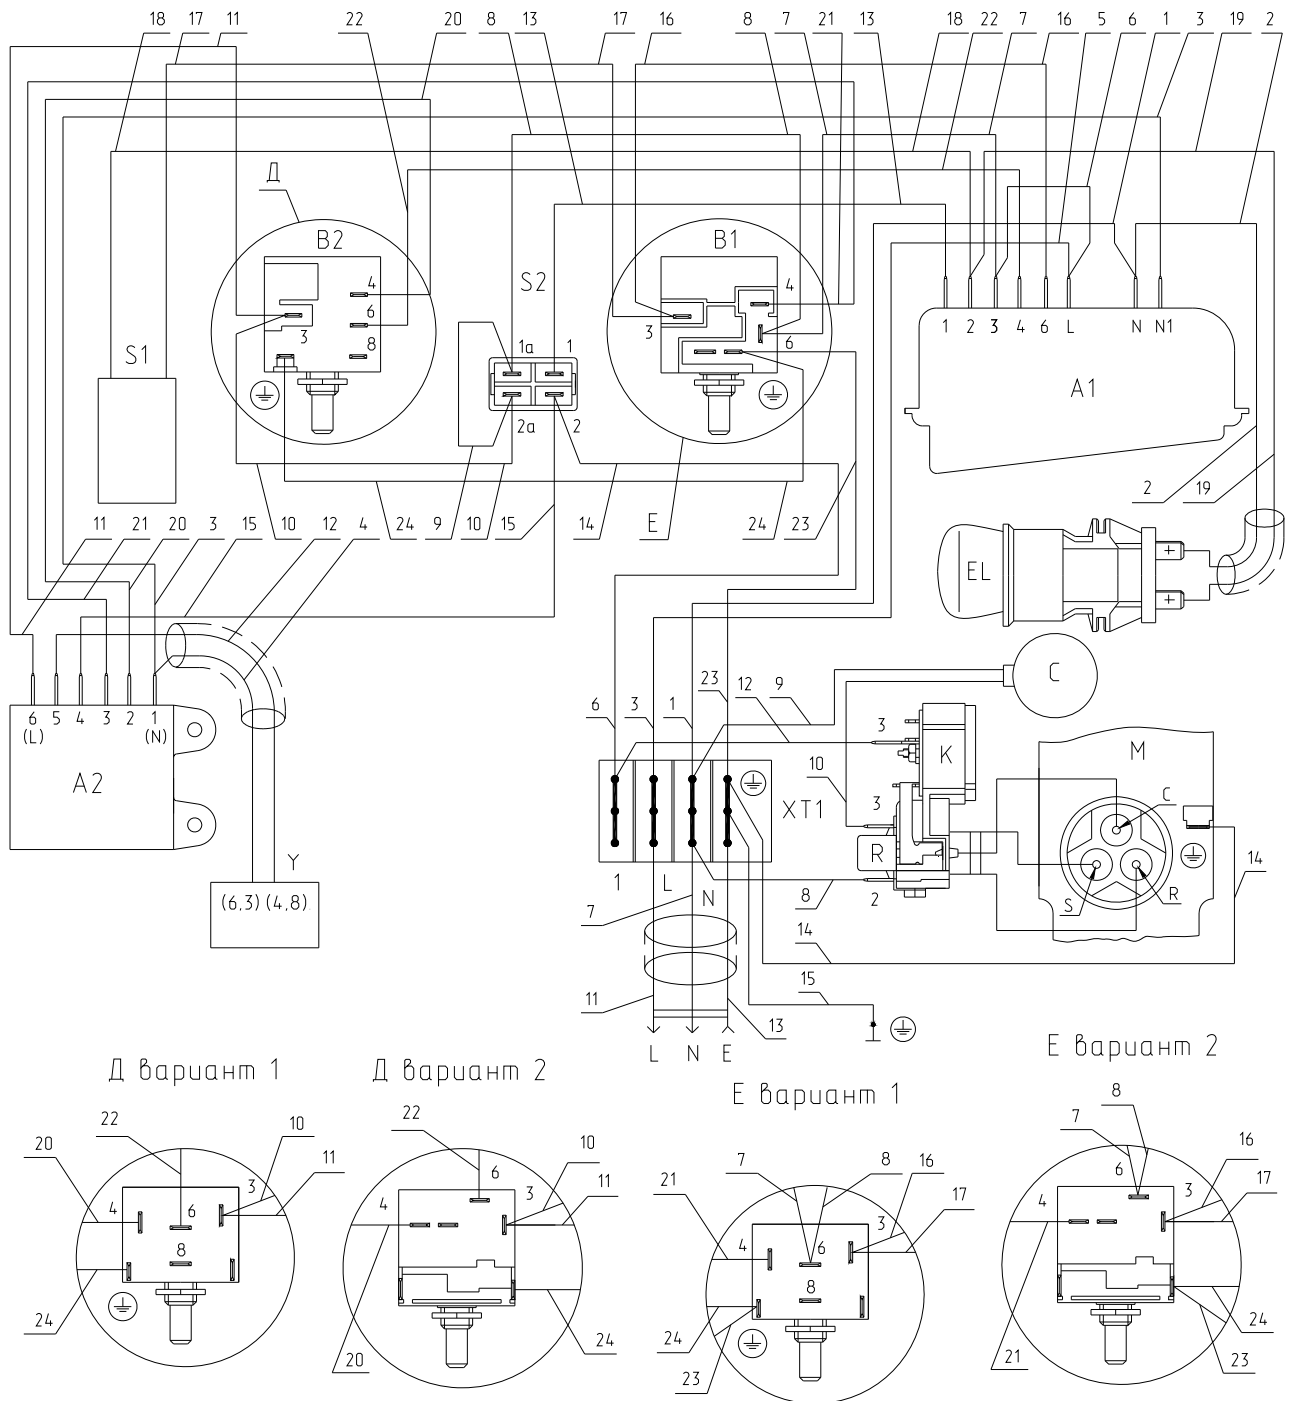 18 17 11 22 20 8 13 17 16 8 7 21 13 18 22 7 16 5 6 1 3 19 2
Д
B2
B1
S2
4
6
3
8
4
3
6
1a 1
2a 2
1 2 3 4 6 L N N1
S1
A1
2 19
11 21 20 3 15 12 4 10 24 9 10 15 14 E 24 23
EL
+
+
C
6 3 1 23 12 9
6 5 4 3 2 1
(L) (N)
3
K
M
A2
10
3
XT1
C
R
14
1 L N
S R
Y
8 2
(6,3) (4,8)
7
14
11
15
13
L N E
Д вариант 1
Д вариант 2
E вариант 1
E вариант 2
20 22 10
4 6 3 11
8
24
22 10
4 6 3 11
20 24
21 7 8 16
4 6 3 17
8
24
23
7 8
6 16
4 3 17
21 24
23